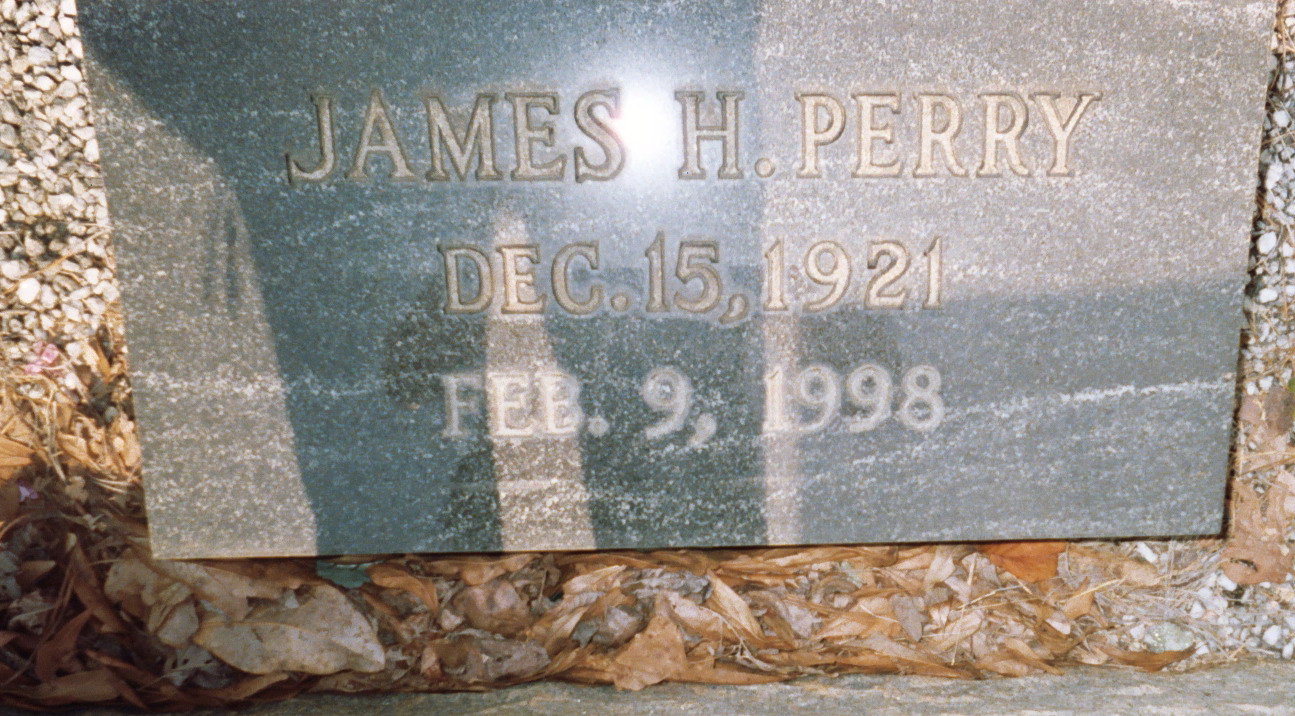 JAMES H. PERRY
DEC. 15, 1921
FEB. 9, 1998